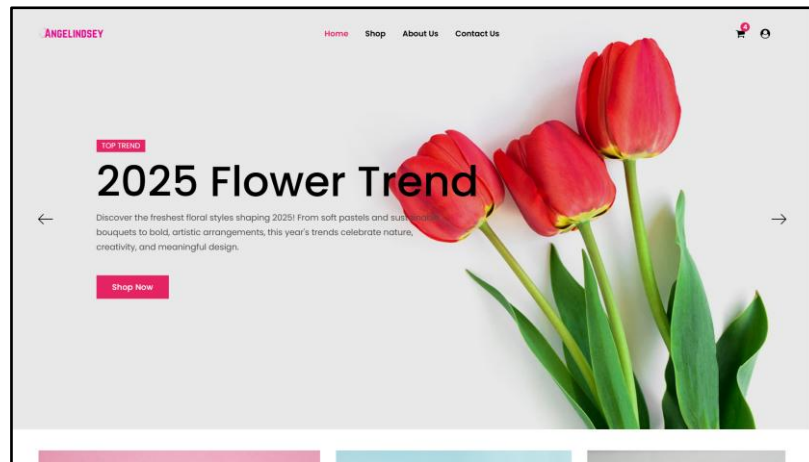 ANGELINDSEY
Home Shop About Us Contact Us
4
TOP TREND
2025 Flower Trend
Discover the freshest floral styles shaping 2025! From soft pastels and sustainable
bouquets to bold, artistic arrangements, this year's trends celebrate nature,
creativity, and meaningful design.
Shop Now